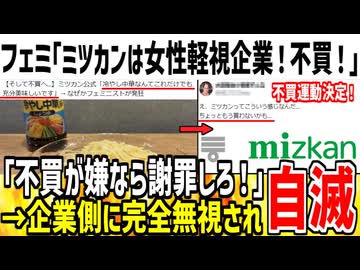 フェミ「ミツカンは女性軽視企業！不買！」
【そして不買へ…】ミツカン公式「冷やし中華なんてこれだけでも充分美味しいです」→なぜかフェミニストが発狂
不買運動決定！
え、ミツカンってこういう感じなんだ…
ちょっともう買わないかも…
冷やし中華
mizkan
「不買が嫌なら謝罪しろ！」
→企業側に完全無視され自滅